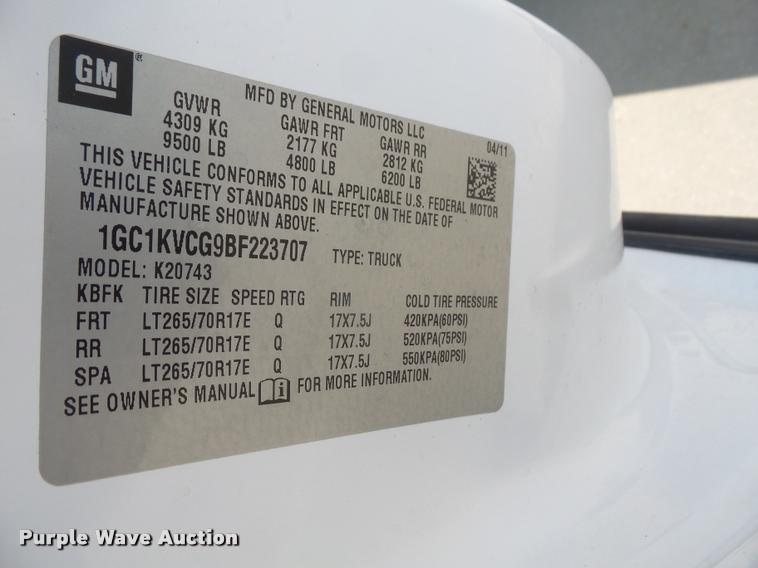 GM
MFD BY GENERAL MOTORS LLC
04/11
GVWR GAWR FRT GAWR RR
4309 KG 2177 KG 2812 KG
9500 LB 4800 LB 6200 LB
THIS VEHICLE CONFORMS TO ALL APPLICABLE U.S. FEDERAL MOTOR
VEHICLE SAFETY STANDARDS IN EFFECT ON THE DATE OF
MANUFACTURE SHOWN ABOVE.
1GC1KVCG9BF223707 TYPE: TRUCK
MODEL: K20743
KBFK TIRE SIZE SPEED RTG RIM COLD TIRE PRESSURE
FRT LT265/70R17E Q 17X7.5J 420KPA(60PSI)
RR LT265/70R17E Q 17X7.5J 520KPA(75PSI)
SPA LT265/70R17E Q 17X7.5J 550KPA(80PSI)
SEE OWNER'S MANUAL FOR MORE INFORMATION.
Purple Wave Auction